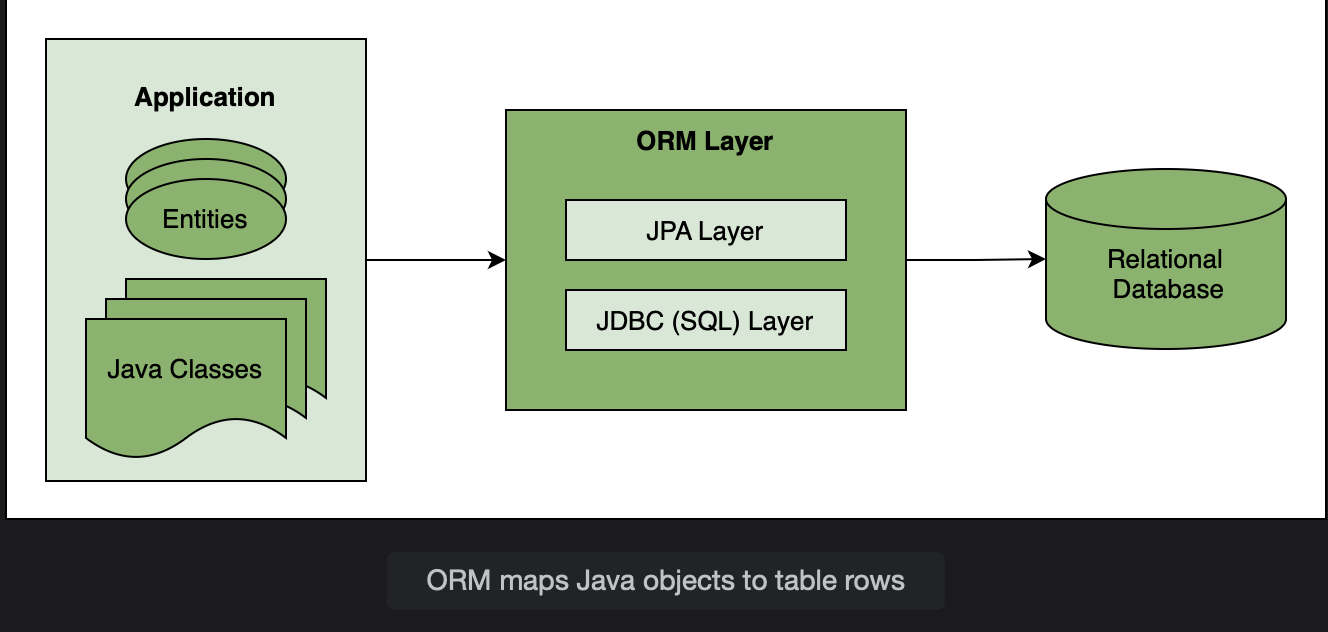 Application
Entities
Java Classes
ORM Layer
JPA Layer
JDBC (SQL) Layer
Relational
Database
ORM maps Java objects to table rows